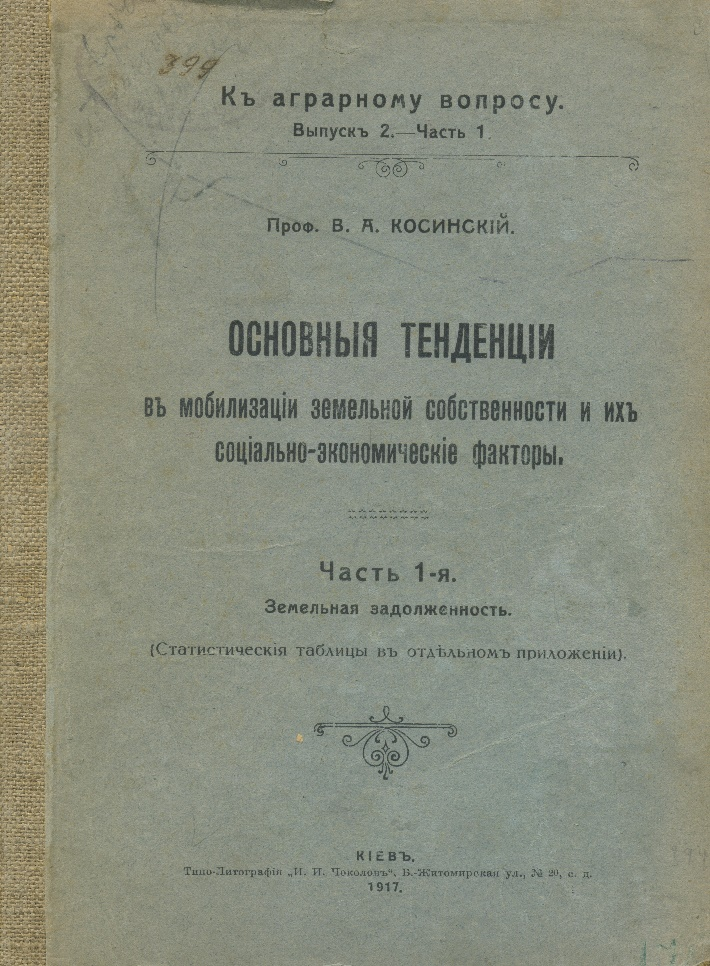 399
Къ аграрному вопросу.
Выпускъ 2.—Часть 1.
Проф. В. А. КОСИНСКІЙ.
ОСНОВНЫЯ ТЕНДЕНЦІИ
въ мобилизаціи земельной собственности и ихъ
соціально-экономическіе факторы.
Часть 1-я.
Земельная задолженность.
(Статистическія таблицы въ отдѣльномъ приложеніи).
КІЕВЪ.
Типо-Литографія „И. И. Чоколовъ“, Б.-Житомирская ул., № 20, с. д.
1917.